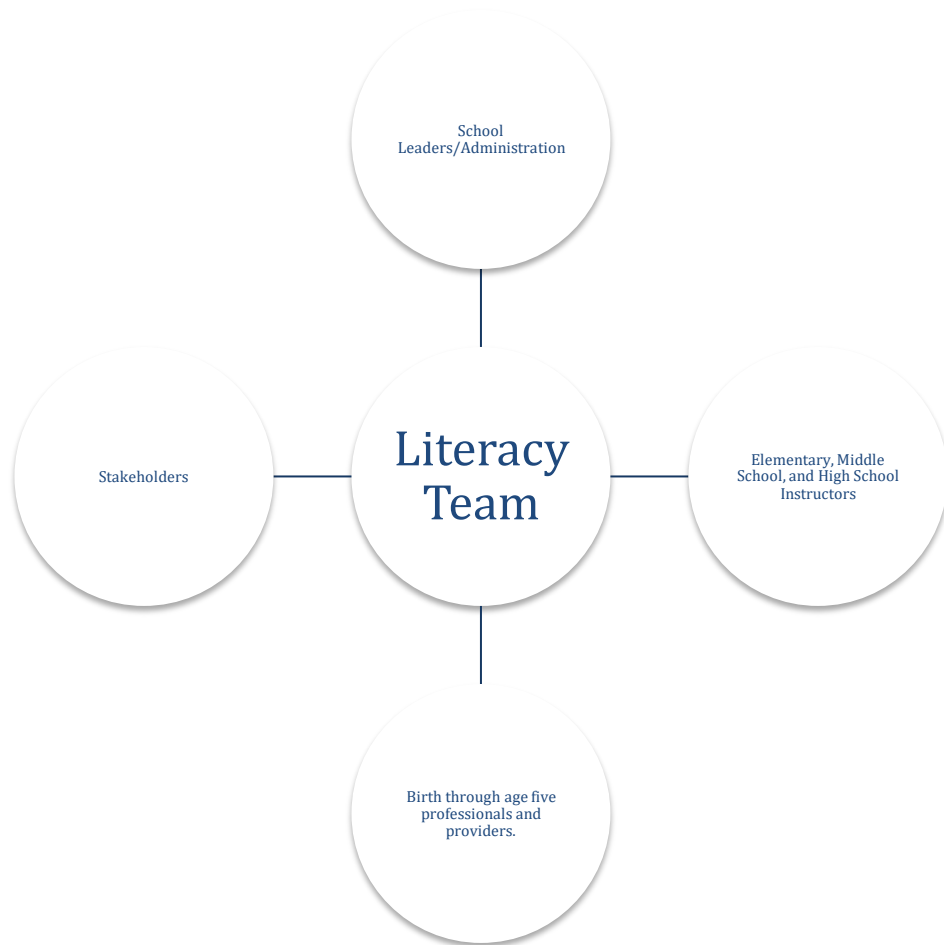 School
Leaders/Administration
Stakeholders
Literacy
Team
Elementary, Middle
School, and High School
Instructors
Birth through age five
professionals and
providers.